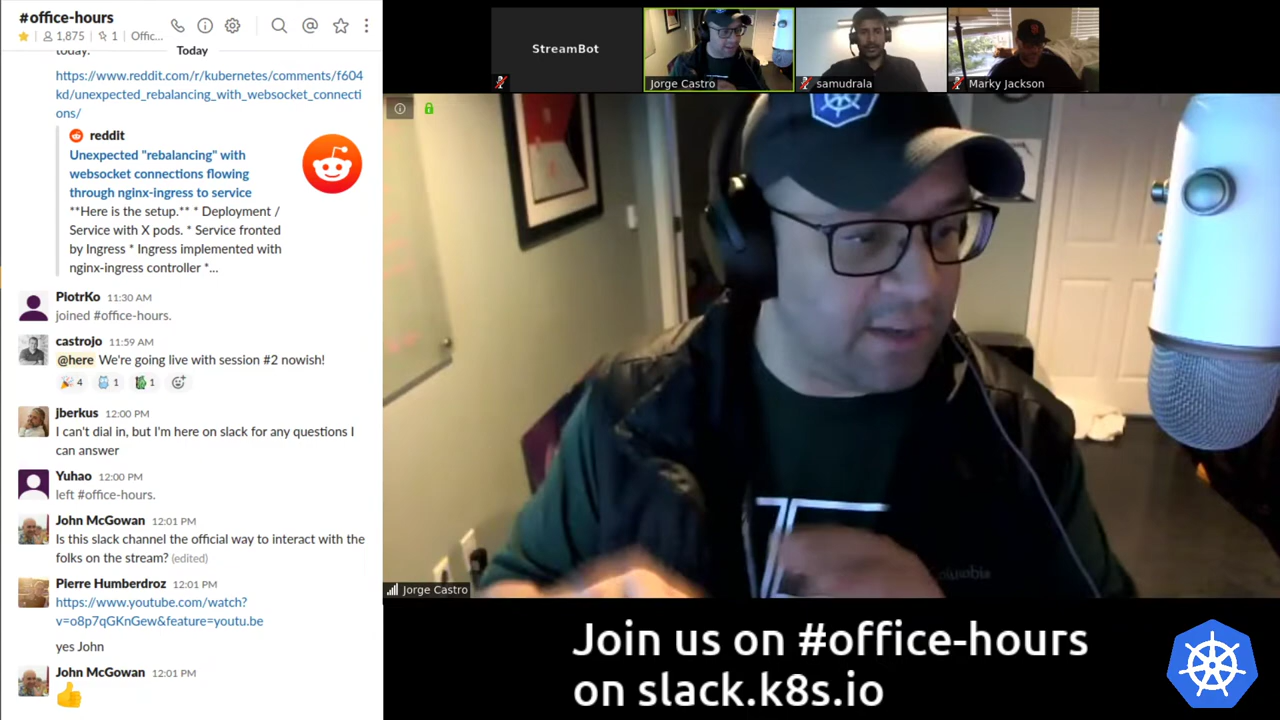 #office-hours
1,875
1
Offic...
today.
Today
https://www.reddit.com/r/kubernetes/comments/f604
kd/unexpected_rebalancing_with_websocket_connecti
ons/
reddit
Unexpected "rebalancing" with
websocket connections flowing
through nginx-ingress to service
**Here is the setup.** * Deployment /
Service with X pods. * Service fronted
by Ingress * Ingress implemented with
nginx-ingress controller *...
PiotrKo 11:30 AM
joined #office-hours.
castrojo 11:59 AM
@here We're going live with session #2 nowish!
4 1 1
jberkus 12:00 PM
I can't dial in, but I'm here on slack for any questions I
can answer
Yuhao 12:00 PM
left #office-hours.
John McGowan 12:01 PM
Is this slack channel the official way to interact with the
folks on the stream? (edited)
Pierre Humberdroz 12:01 PM
https://www.youtube.com/watch?
v=o8p7qGKnGew&feature=youtu.be
yes John
John McGowan 12:01 PM
StreamBot
Jorge Castro
samudrala
Marky Jackson
Jorge Castro
Join us on #office-hours
on slack.k8s.io